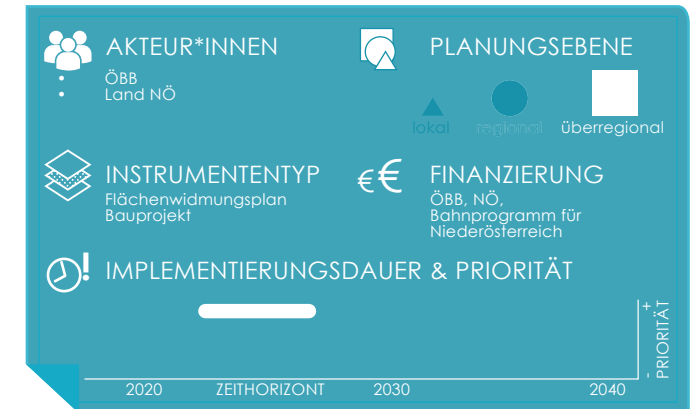 AKTEUR*INNEN
ÖBB
Land NÖ
PLANUNGSEBENE
lokal
regional
überregional
INSTRUMENTENTYP
Flächenwidmungsplan
Bauprojekt
€€
FINANZIERUNG
ÖBB, NÖ,
Bahnprogramm für
Niederösterreich
! IMPLEMENTIERUNGSDAUER & PRIORITÄT
- PRIORITÄT +
2020 ZEITHORIZONT 2030 2040